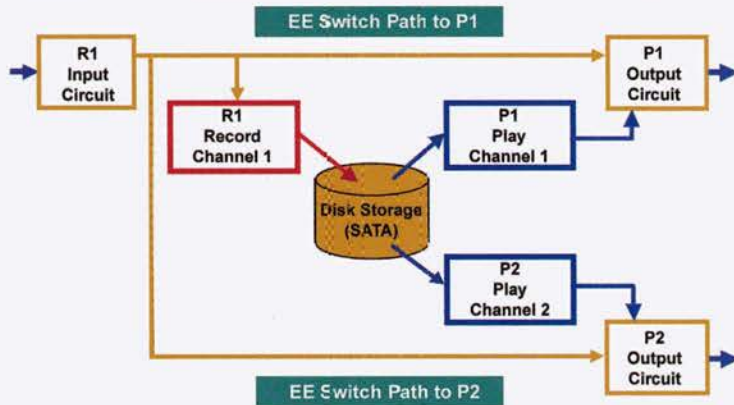 EE Switch Path to P1
R1
Input
Circuit
P1
Output
Circuit
R1
Record
Channel 1
P1
Play
Channel 1
Disk Storage
(SATA)
P2
Play
Channel 2
P2
Output
Circuit
EE Switch Path to P2